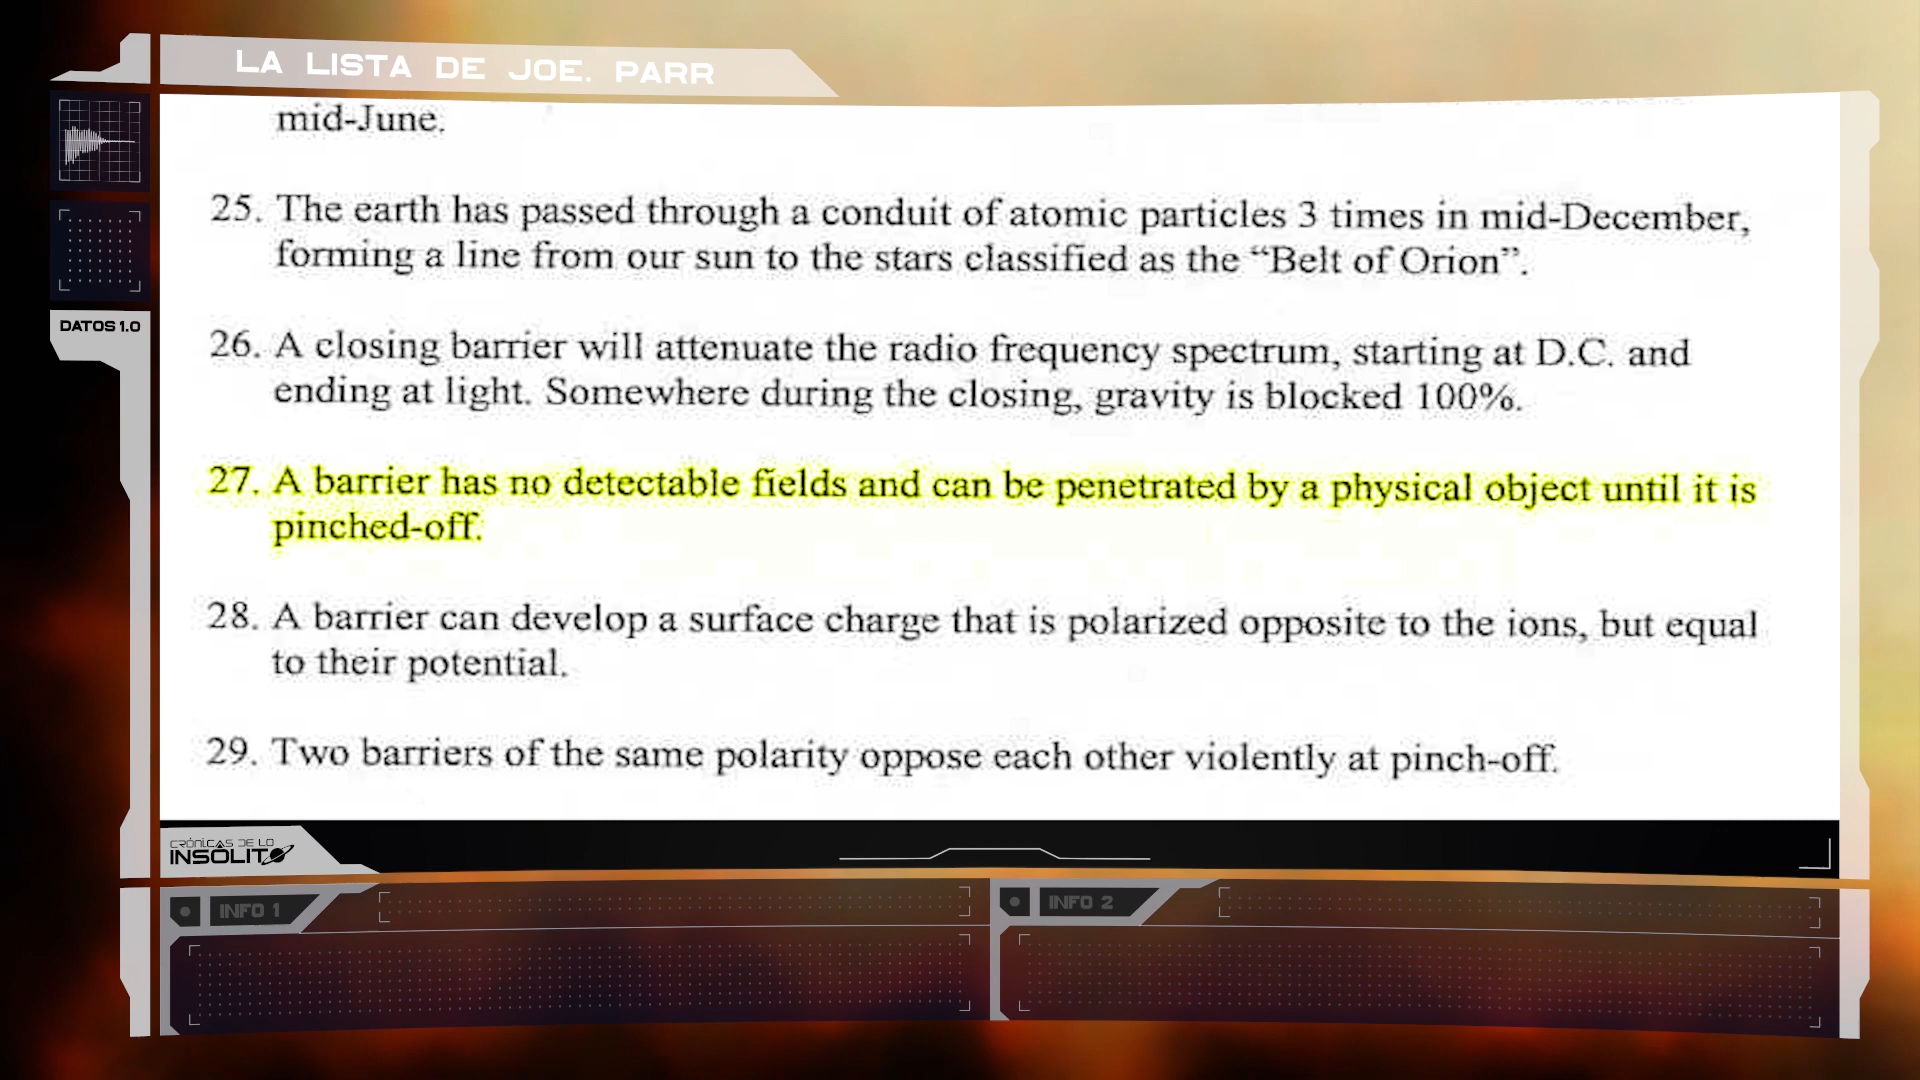 LA LISTA DE JOE. PARR
mid-June.
25. The earth has passed through a conduit of atomic particles 3 times in mid-December,
forming a line from our sun to the stars classified as the “Belt of Orion”.
26. A closing barrier will attenuate the radio frequency spectrum, starting at D.C. and
ending at light. Somewhere during the closing, gravity is blocked 100%.
27. A barrier has no detectable fields and can be penetrated by a physical object until it is
pinched-off.
28. A barrier can develop a surface charge that is polarized opposite to the ions, but equal
to their potential.
29. Two barriers of the same polarity oppose each other violently at pinch-off.
DATOS 1.0
CRÓNICAS DE LO
INSÓLITO
INFO 1
INFO 2